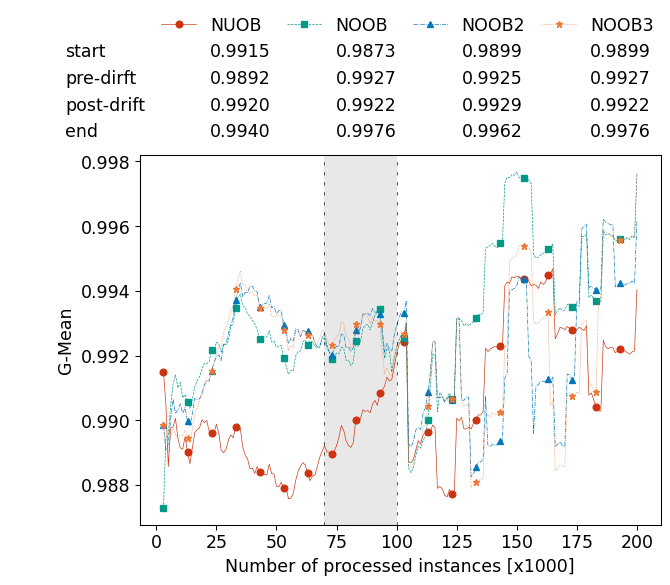 NUOB NOOB NOOB2 NOOB3
start 0.9915 0.9873 0.9899 0.9899
pre-dirft 0.9892 0.9927 0.9925 0.9927
post-drift 0.9920 0.9922 0.9929 0.9922
end 0.9940 0.9976 0.9962 0.9976
0.998
0.996
0.994
0.992
0.990
0.988
G-Mean
0 25 50 75 100 125 150 175 200
Number of processed instances [x1000]